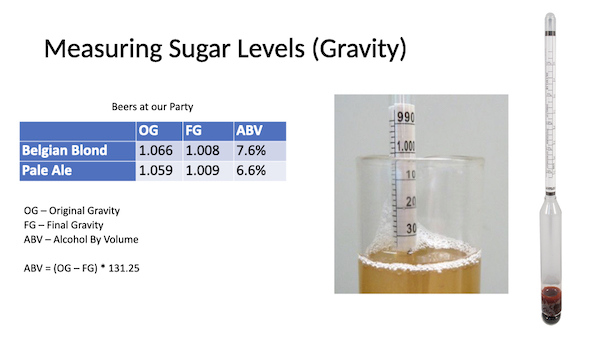 Measuring Sugar Levels (Gravity)
Beers at our Party
OG FG ABV
Belgian Blond 1.066 1.008 7.6%
Pale Ale 1.059 1.009 6.6%
OG – Original Gravity
FG – Final Gravity
ABV – Alcohol By Volume
ABV = (OG – FG) * 131.25
990
1.000
10
20
30